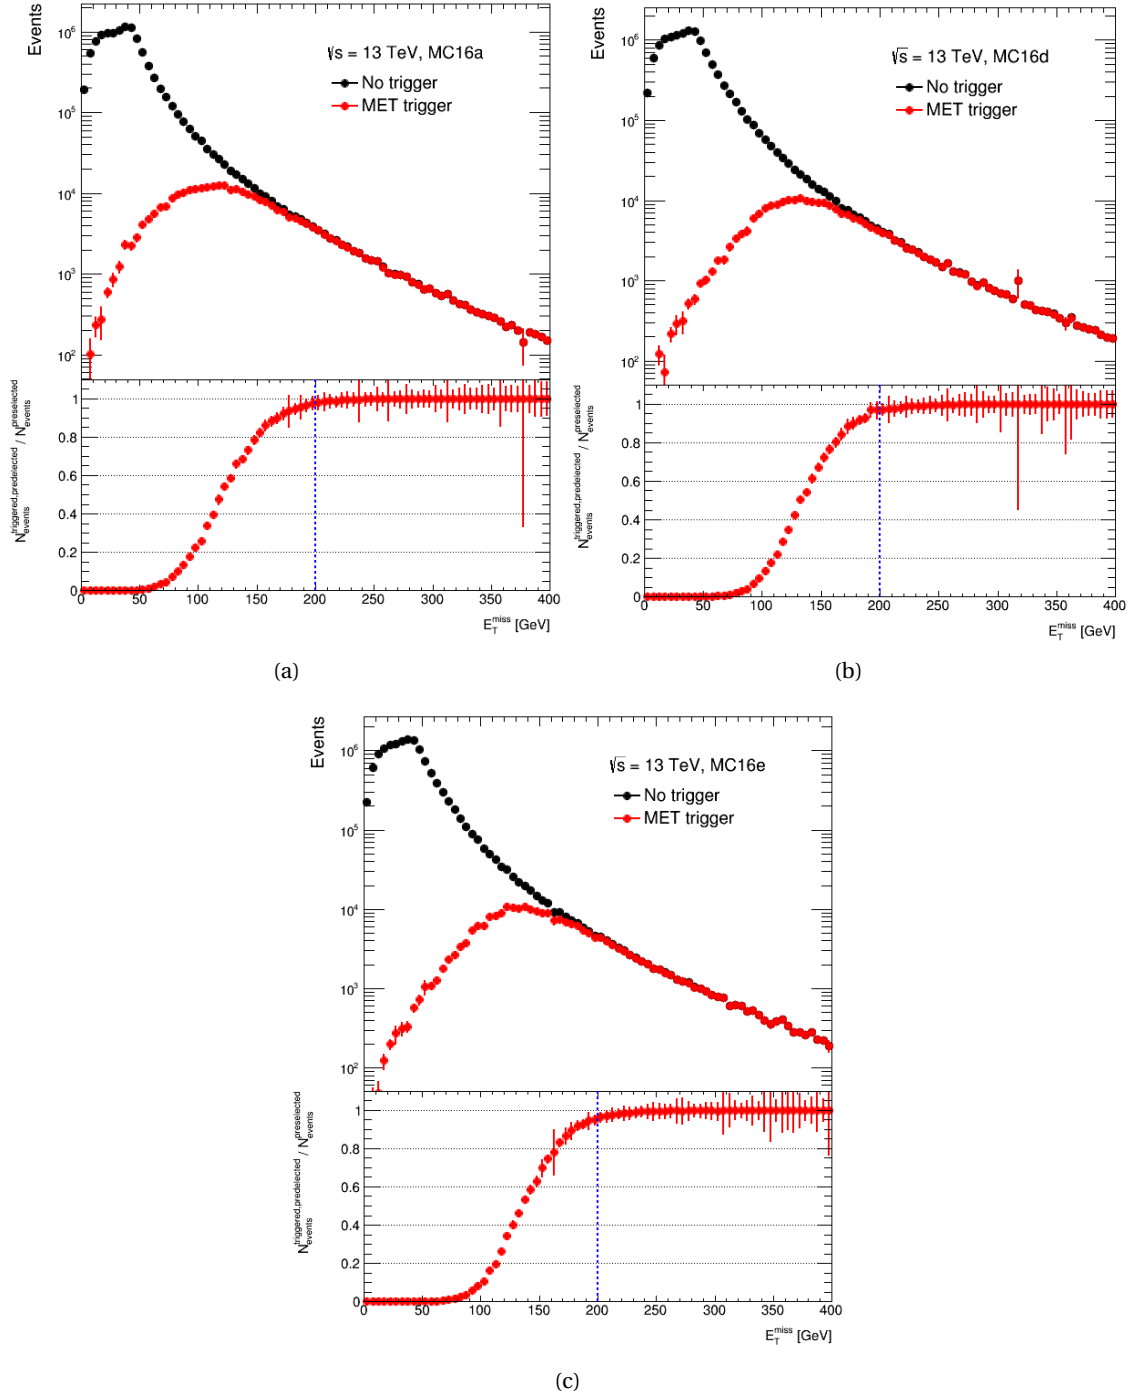 Events
10⁶
10⁵
10⁴
10³
10²
√s = 13 TeV, MC16a
No trigger
MET trigger
N_events^triggered,predelected / N_events^preselected
1
0.8
0.6
0.4
0.2
0
0 50 100 150 200 250 300 350 400
E_T^miss [GeV]
(a)
Events
10⁶
10⁵
10⁴
10³
10²
√s = 13 TeV, MC16d
No trigger
MET trigger
N_events^triggered,predelected / N_events^preselected
1
0.8
0.6
0.4
0.2
0
0 50 100 150 200 250 300 350 400
E_T^miss [GeV]
(b)
Events
10⁶
10⁵
10⁴
10³
10²
√s = 13 TeV, MC16e
No trigger
MET trigger
N_events^triggered,predelected / N_events^preselected
1
0.8
0.6
0.4
0.2
0
0 50 100 150 200 250 300 350 400
E_T^miss [GeV]
(c)